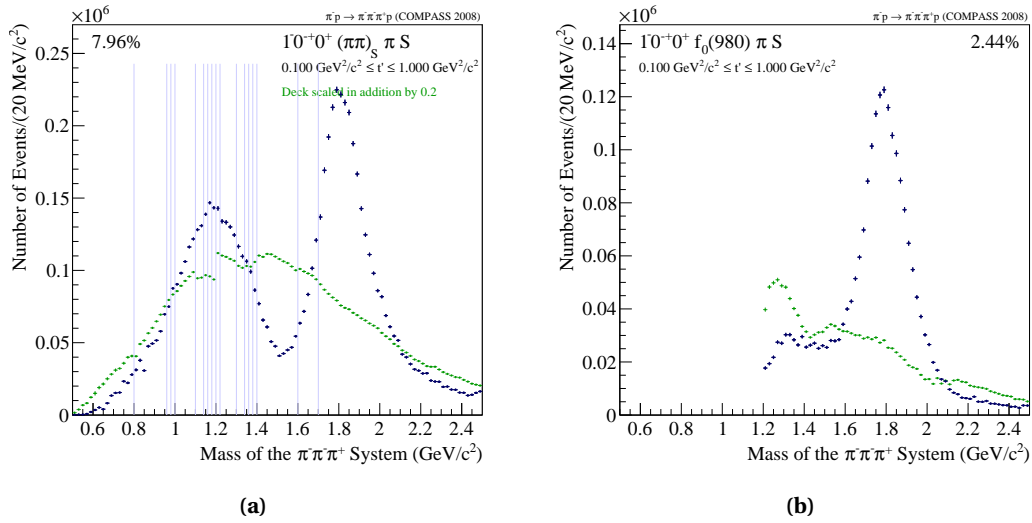 ×10⁶
π⁻p → π⁻π⁻π⁺p (COMPASS 2008)
7.96%
1⁻0⁻⁺0⁺ (ππ)ₛ π S
0.100 GeV²/c² ≤ t' ≤ 1.000 GeV²/c²
Deck scaled in addition by 0.2
Number of Events/(20 MeV/c²)
0.25
0.2
0.15
0.1
0.05
0
0.6 0.8 1 1.2 1.4 1.6 1.8 2 2.2 2.4
Mass of the π⁻π⁻π⁺ System (GeV/c²)
(a)
×10⁶
π⁻p → π⁻π⁻π⁺p (COMPASS 2008)
1⁻0⁻⁺0⁺ f₀(980) π S
2.44%
0.100 GeV²/c² ≤ t' ≤ 1.000 GeV²/c²
Number of Events/(20 MeV/c²)
0.14
0.12
0.1
0.08
0.06
0.04
0.02
0
0.6 0.8 1 1.2 1.4 1.6 1.8 2 2.2 2.4
Mass of the π⁻π⁻π⁺ System (GeV/c²)
(b)